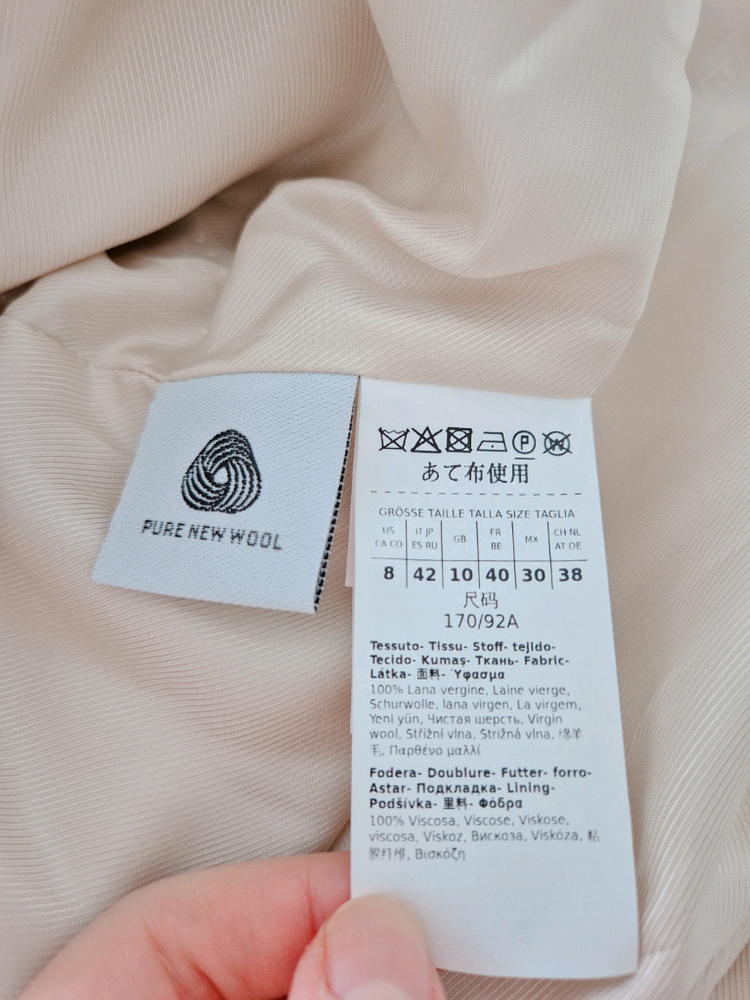 PURE NEW WOOL
P W
あて布使用
GRÖSSE TAILLE TALLA SIZE TAGLIA
US CA CO IT JP ES RU GB FR BE MX CH NL AT DE
8 42 10 40 30 38
尺码
170/92A
Tessuto- Tissu- Stoff- tejido-
Tecido- Kumaş- Ткань- Fabric-
Látka- 面料- Ύφασμα
100% Lana vergine, Laine vierge,
Schurwolle, lana virgen, La virgem,
Yeni yün, Чистая шерсть, Virgin
wool, Střižní vlna, Strižná vlna, 绵羊
毛, Παρθένο μαλλί
Fodera- Doublure- Futter- forro-
Astar- Подкладка- Lining-
Podšívka- 里料- Φόδρα
100% Viscosa, Viscose, Viskose,
viscosa, Viskoz, Вискоза, Viskóza, 粘
胶纤维, Βισκόζη